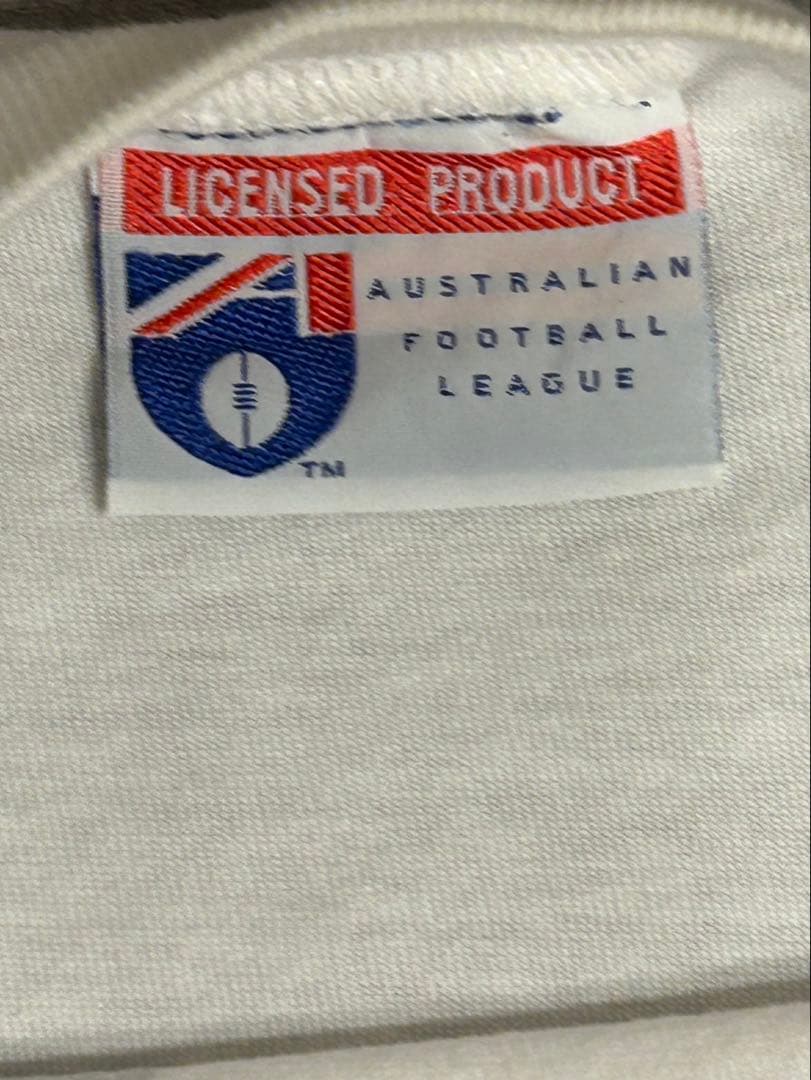 LICENSED PRODUCT
AUSTRALIAN
FOOTBALL
LEAGUE
TM